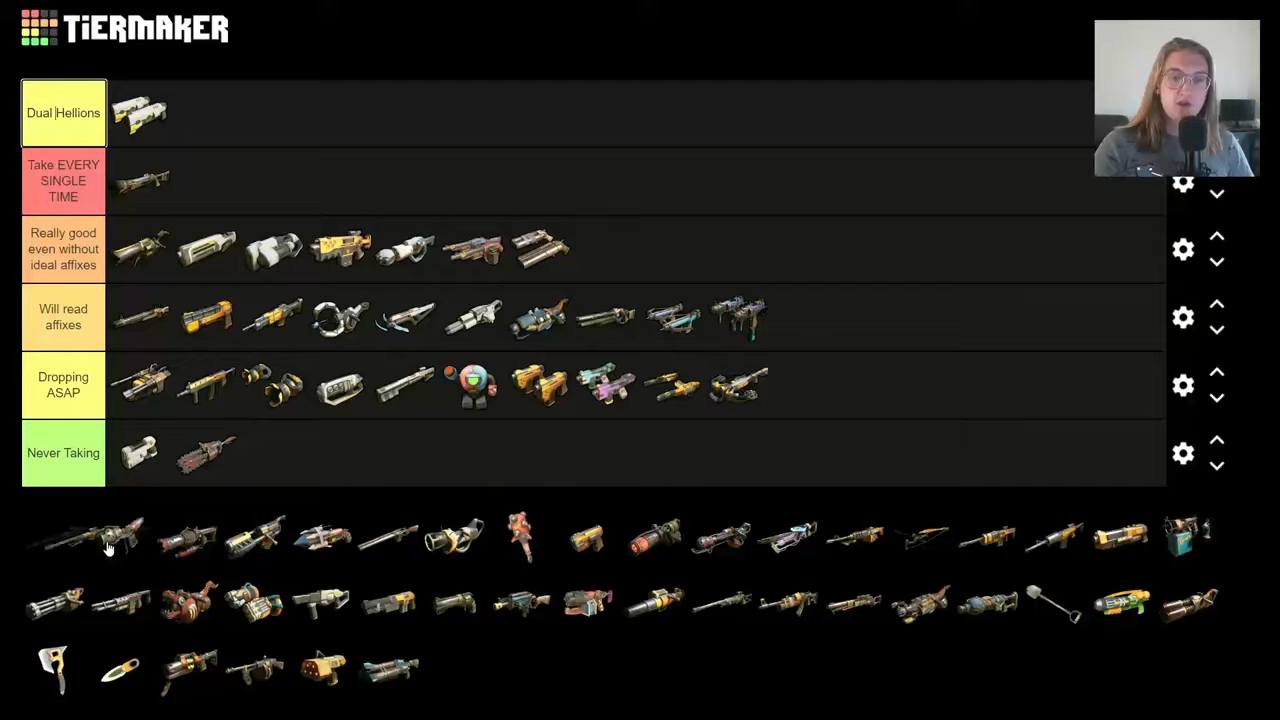 TIERMAKER
Dual Hellions
Take EVERY
SINGLE
TIME
Really good
even without
ideal affixes
Will read
affixes
Dropping
ASAP
Never Taking